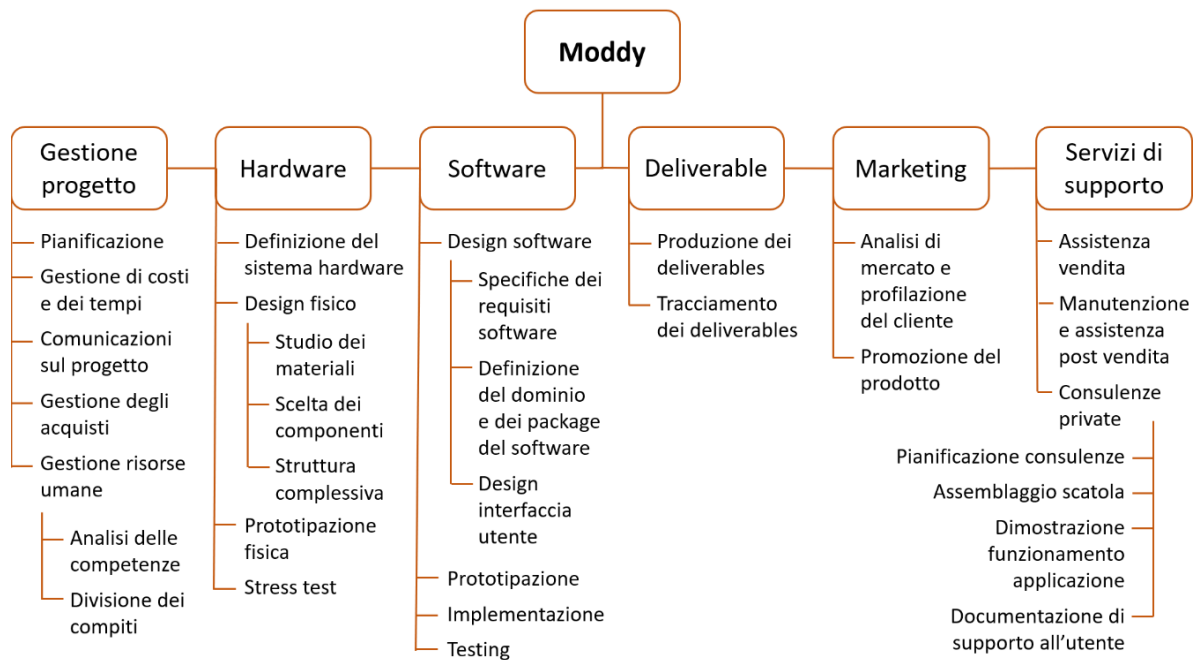 Moddy
Gestione
progetto
Pianificazione
Gestione di costi
e dei tempi
Comunicazioni
sul progetto
Gestione degli
acquisti
Gestione risorse
umane
Analisi delle
competenze
Divisione dei
compiti
Hardware
Definizione del
sistema hardware
Design fisico
Studio dei
materiali
Scelta dei
componenti
Struttura
complessiva
Prototipazione
fisica
Stress test
Software
Design software
Specifiche dei
requisiti
software
Definizione
del dominio
e dei package
del software
Design
interfaccia
utente
Prototipazione
Implementazione
Testing
Deliverable
Produzione dei
deliverables
Tracciamento
dei deliverables
Marketing
Analisi di
mercato e
profilazione
del cliente
Promozione del
prodotto
Servizi di
supporto
Assistenza
vendita
Manutenzione
e assistenza
post vendita
Consulenze
private
Pianificazione consulenze
Assemblaggio scatola
Dimostrazione
funzionamento
applicazione
Documentazione di
supporto all'utente